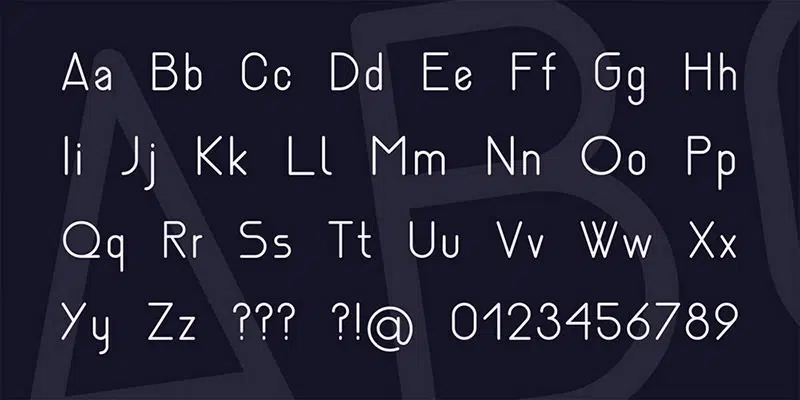 Aa Bb Cc Dd Ee Ff Gg Hh
Ii Jj Kk Ll Mm Nn Oo Pp
Qq Rr Ss Tt Uu Vv Ww Xx
Yy Zz ??? ?!@ 0123456789
ABC